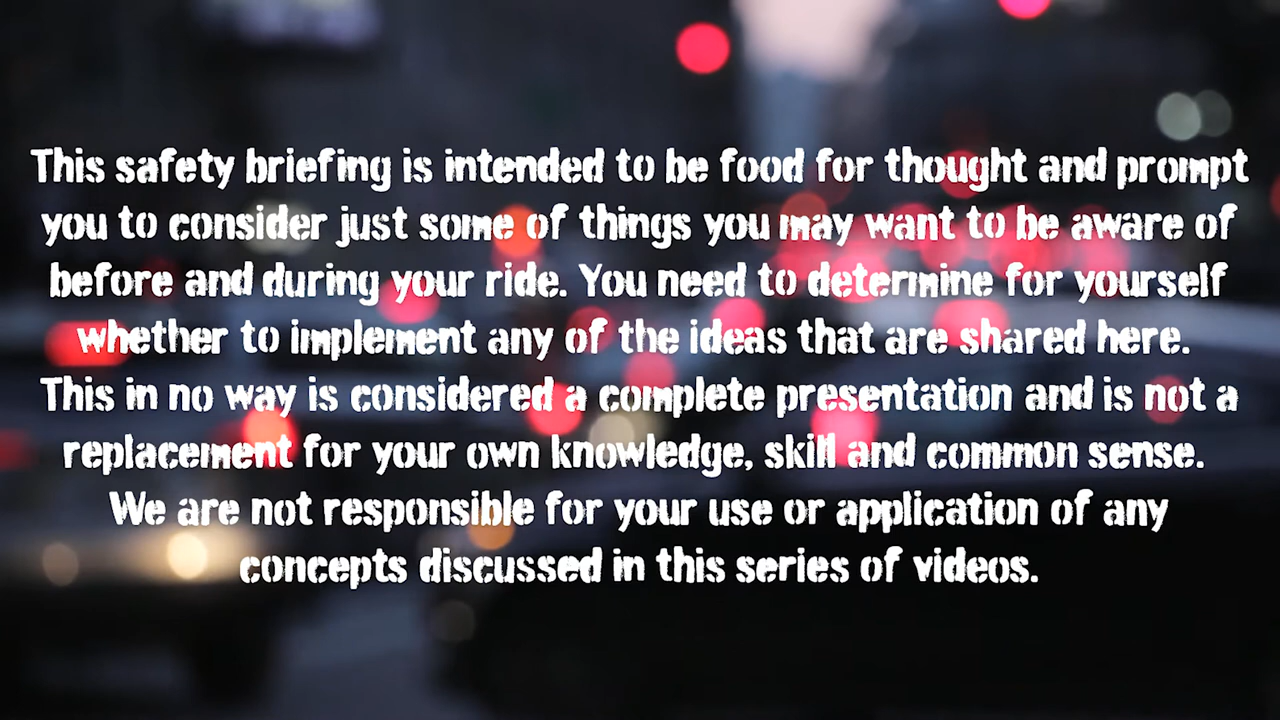 This safety briefing is intended to be food for thought and prompt
you to consider just some of things you may want to be aware of
before and during your ride. You need to determine for yourself
whether to implement any of the ideas that are shared here.
This in no way is considered a complete presentation and is not a
replacement for your own knowledge, skill and common sense.
We are not responsible for your use or application of any
concepts discussed in this series of videos.